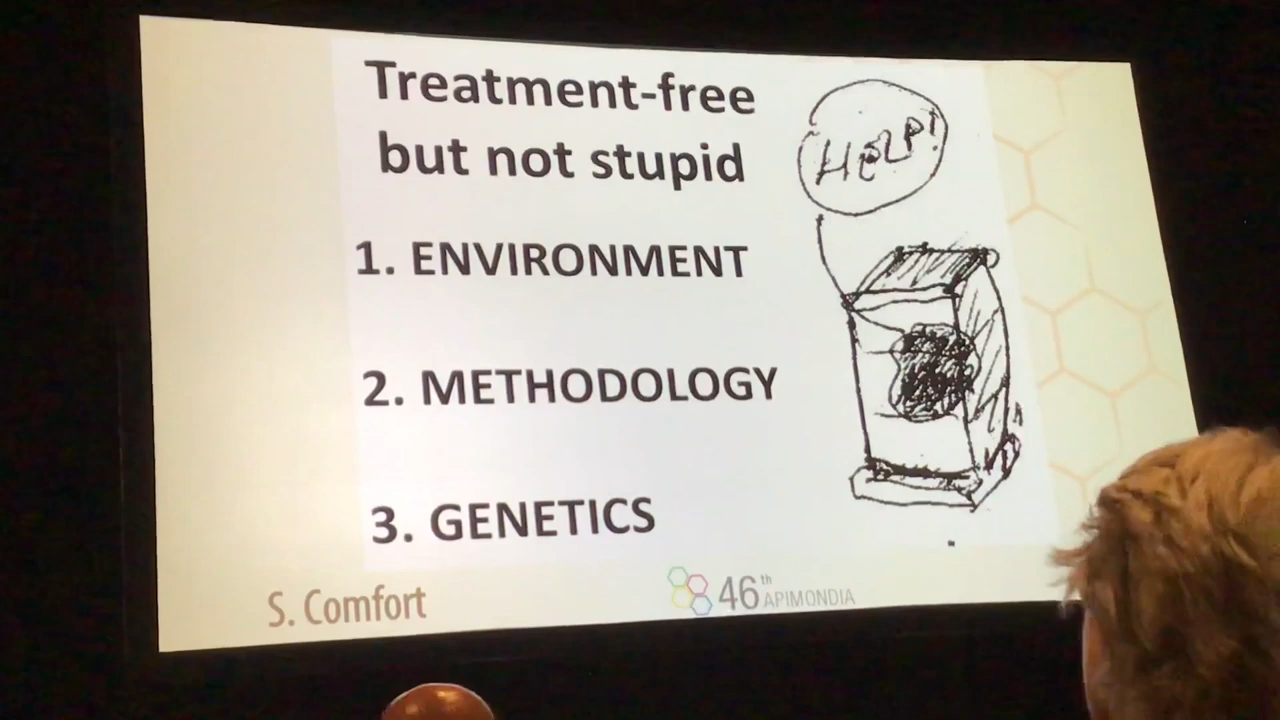 Treatment-free
but not stupid
HELP!
1. ENVIRONMENT
2. METHODOLOGY
3. GENETICS
S. Comfort
46th APIMONDIA